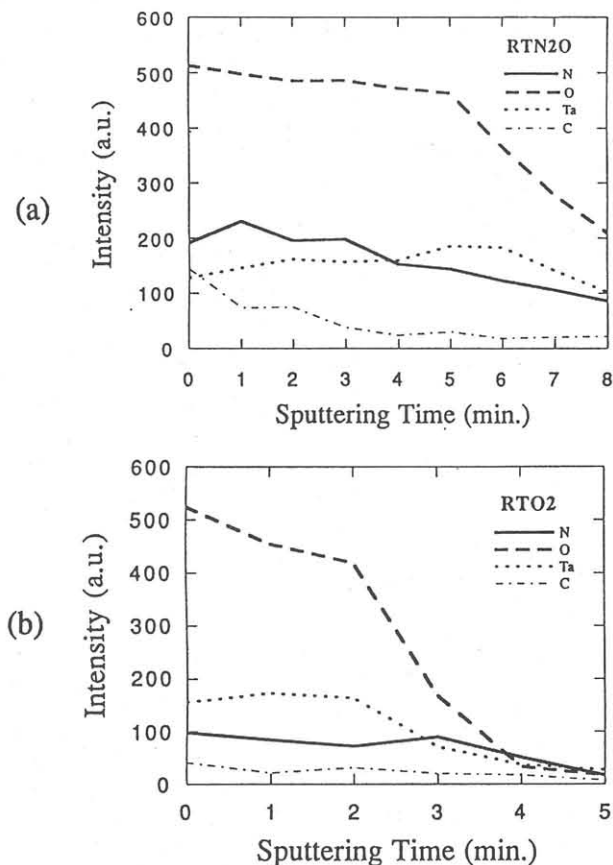 (a)
Intensity (a.u.)
600
500
400
300
200
100
0
RTN2O
N
O
Ta
C
0 1 2 3 4 5 6 7 8
Sputtering Time (min.)
(b)
Intensity (a.u.)
600
500
400
300
200
100
0
RTO2
N
O
Ta
C
0 1 2 3 4 5
Sputtering Time (min.)